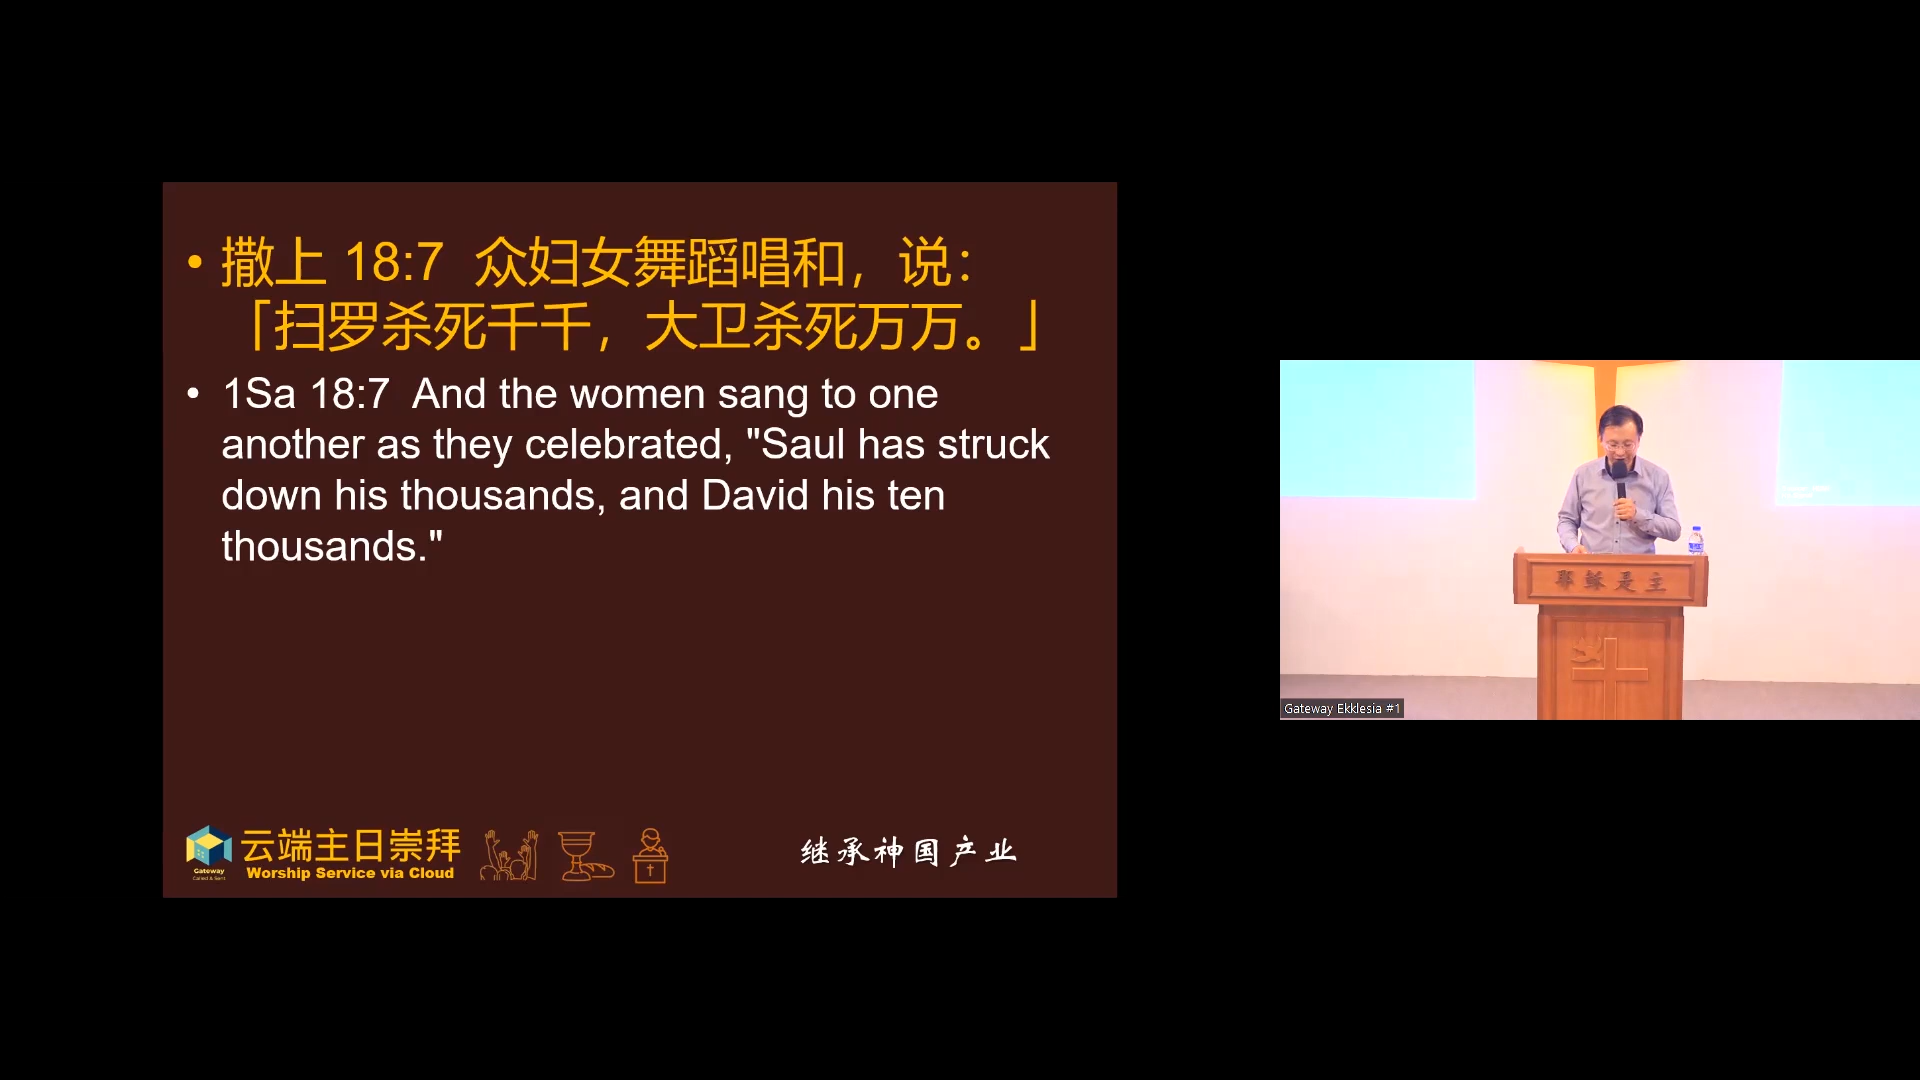 • 撒上 18:7 众妇女舞蹈唱和，说：
「扫罗杀死千千，大卫杀死万万。」
• 1Sa 18:7 And the women sang to one
another as they celebrated, "Saul has struck
down his thousands, and David his ten
thousands."
云端主日崇拜
Worship Service via Cloud
Gateway
Called & Sent
继承神国产业
耶稣是主
Gateway Ekklesia #1